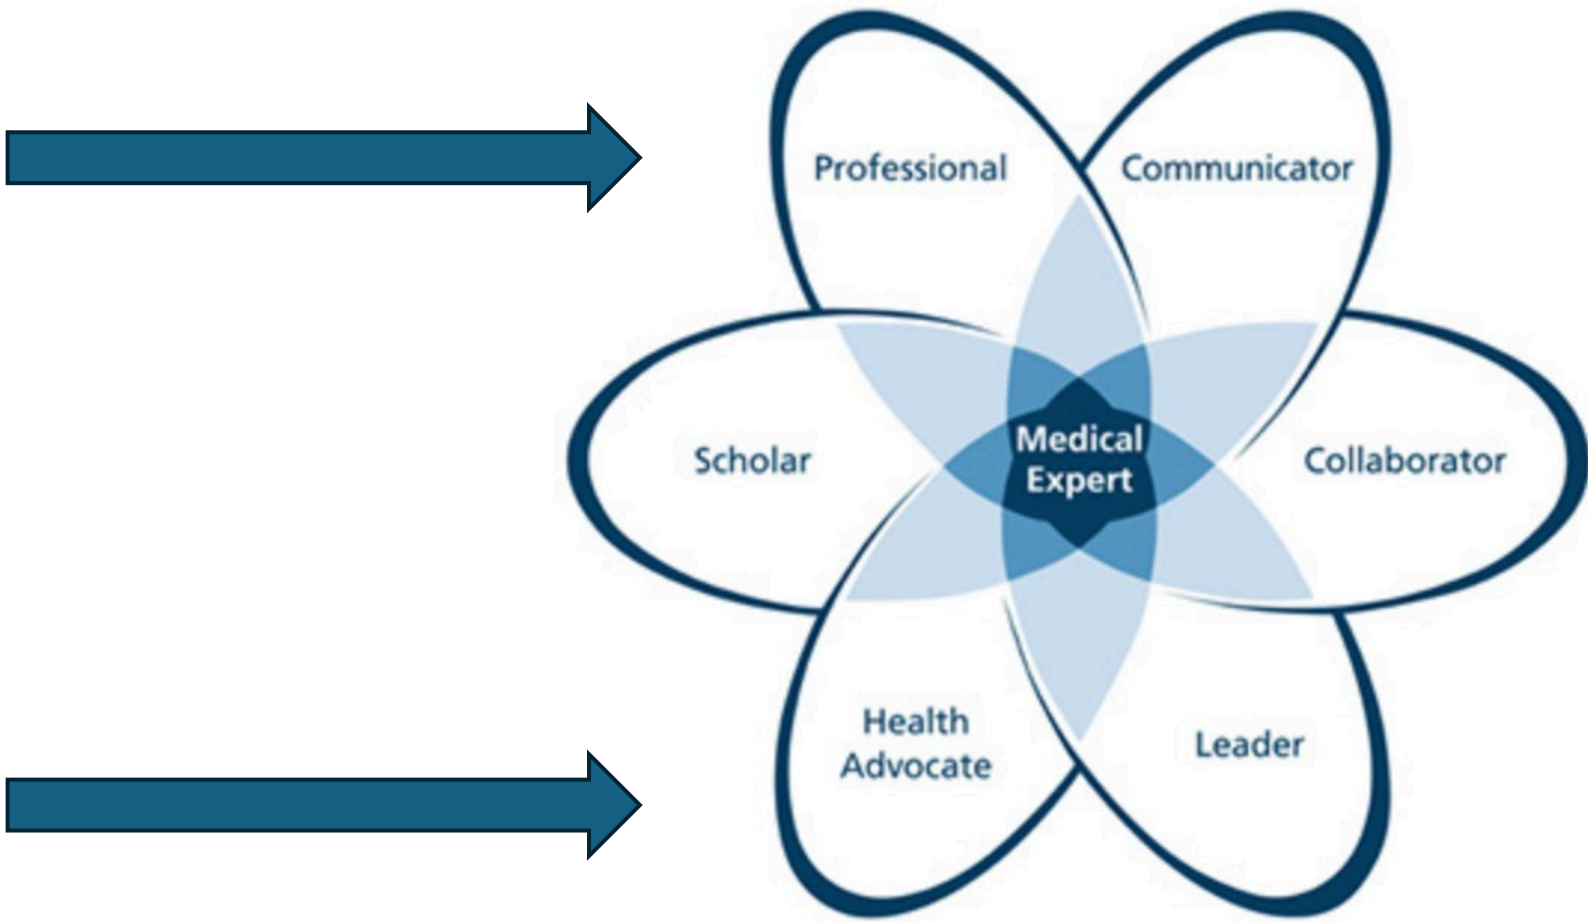 Professional
Communicator
Scholar
Medical
Expert
Collaborator
Health
Advocate
Leader